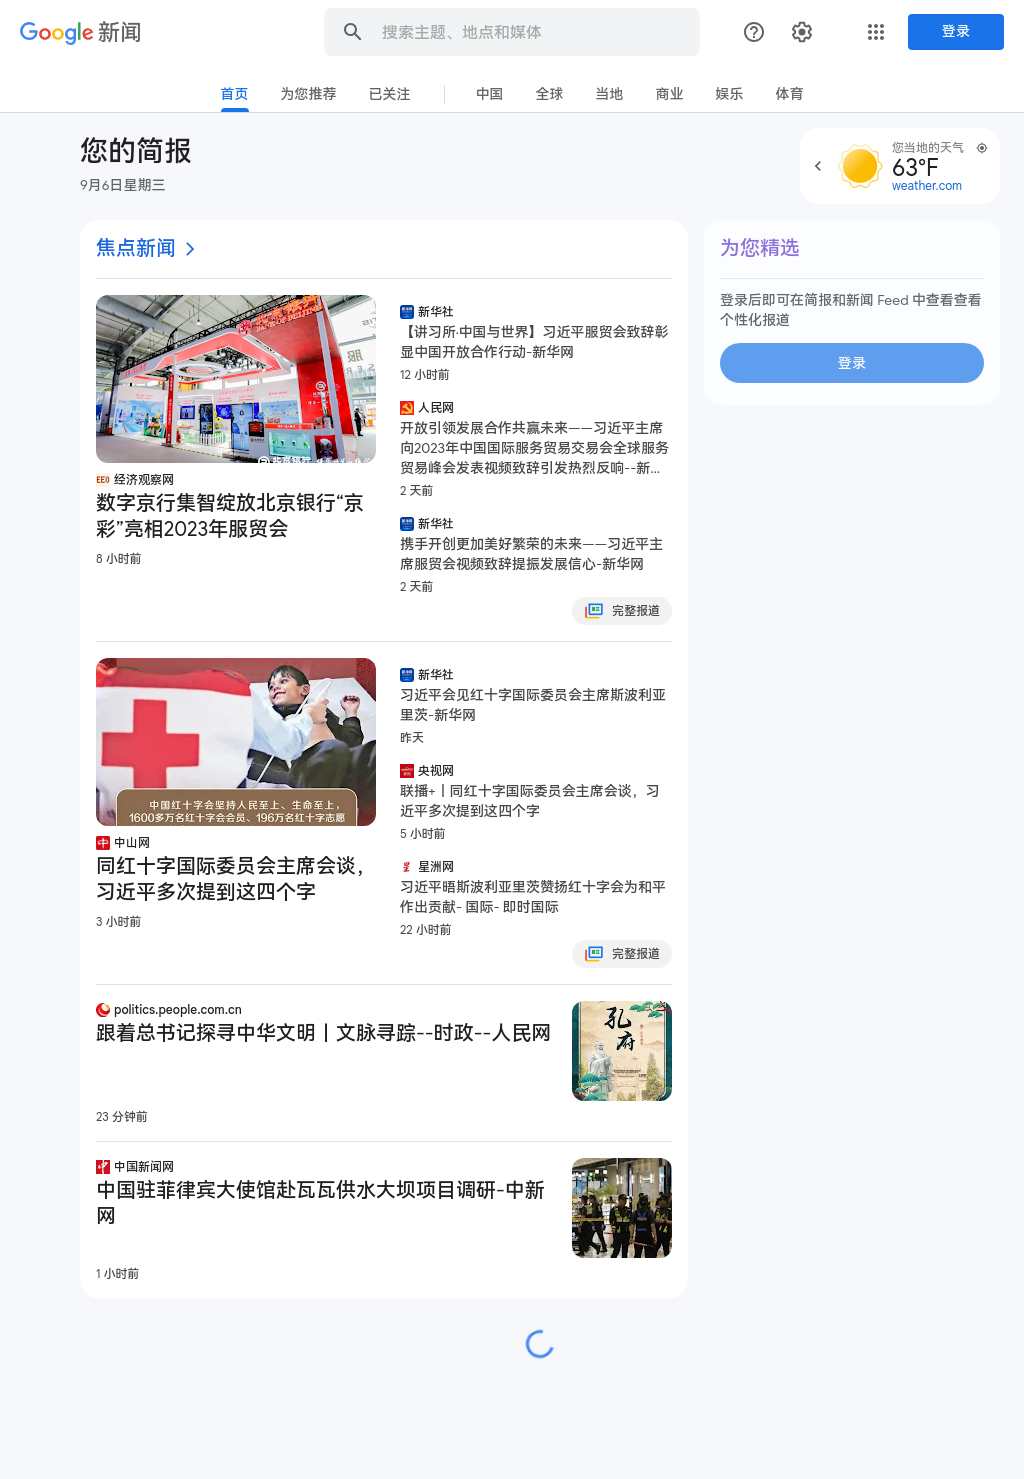 Google 新闻
搜索主题、地点和媒体
登录
首页
为您推荐
已关注
中国
全球
当地
商业
娱乐
体育
您的简报
9月6日星期三
您当地的天气
63°F
weather.com
焦点新闻
EEO 经济观察网
数字京行集智绽放北京银行“京
彩”亮相2023年服贸会
8 小时前
新华社
【讲习所·中国与世界】习近平服贸会致辞彰
显中国开放合作行动-新华网
12 小时前
人民网
开放引领发展合作共赢未来——习近平主席
向2023年中国国际服务贸易交易会全球服务
贸易峰会发表视频致辞引发热烈反响--新...
2 天前
新华社
携手开创更加美好繁荣的未来——习近平主
席服贸会视频致辞提振发展信心-新华网
2 天前
完整报道
中国红十字会坚持人民至上、生命至上，
1600多万名红十字会会员、196万名红十字志愿
中 中山网
同红十字国际委员会主席会谈，
习近平多次提到这四个字
3 小时前
新华社
习近平会见红十字国际委员会主席斯波利亚
里茨-新华网
昨天
央视网
联播+丨同红十字国际委员会主席会谈，习
近平多次提到这四个字
5 小时前
星洲网
习近平晤斯波利亚里茨赞扬红十字会为和平
作出贡献- 国际- 即时国际
22 小时前
完整报道
politics.people.com.cn
跟着总书记探寻中华文明丨文脉寻踪--时政--人民网
23 分钟前
孔府
中国新闻网
中国驻菲律宾大使馆赴瓦瓦供水大坝项目调研-中新
网
1 小时前
为您精选
登录后即可在简报和新闻 Feed 中查看查看
个性化报道
登录